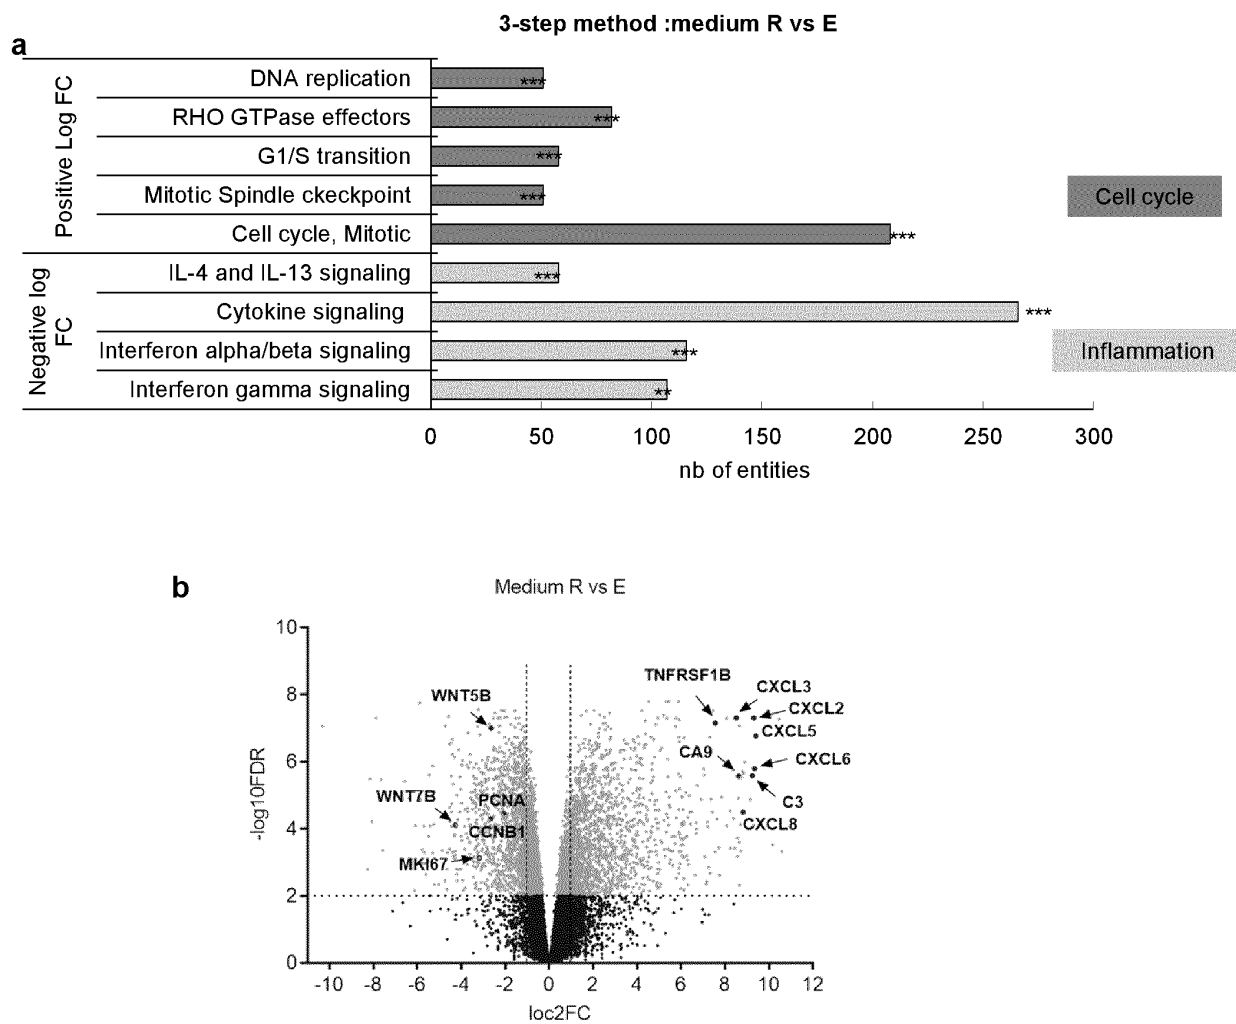 3-step method :medium R vs E
a
Positive Log FC
DNA replication
***
RHO GTPase effectors
***
G1/S transition
***
Mitotic Spindle ckeckpoint
***
Cell cycle, Mitotic
***
Cell cycle
Negative log
FC
IL-4 and IL-13 signaling
***
Cytokine signaling
***
Interferon alpha/beta signaling
***
Interferon gamma signaling
**
Inflammation
0 50 100 150 200 250 300
nb of entities
b
Medium R vs E
-log10FDR
10
8
6
4
2
0
WNT5B
TNFRSF1B
CXCL3
CXCL2
CXCL5
CA9
CXCL6
C3
CXCL8
WNT7B
PCNA
CCNB1
MKI67
-10 -8 -6 -4 -2 0 2 4 6 8 10 12
loc2FC